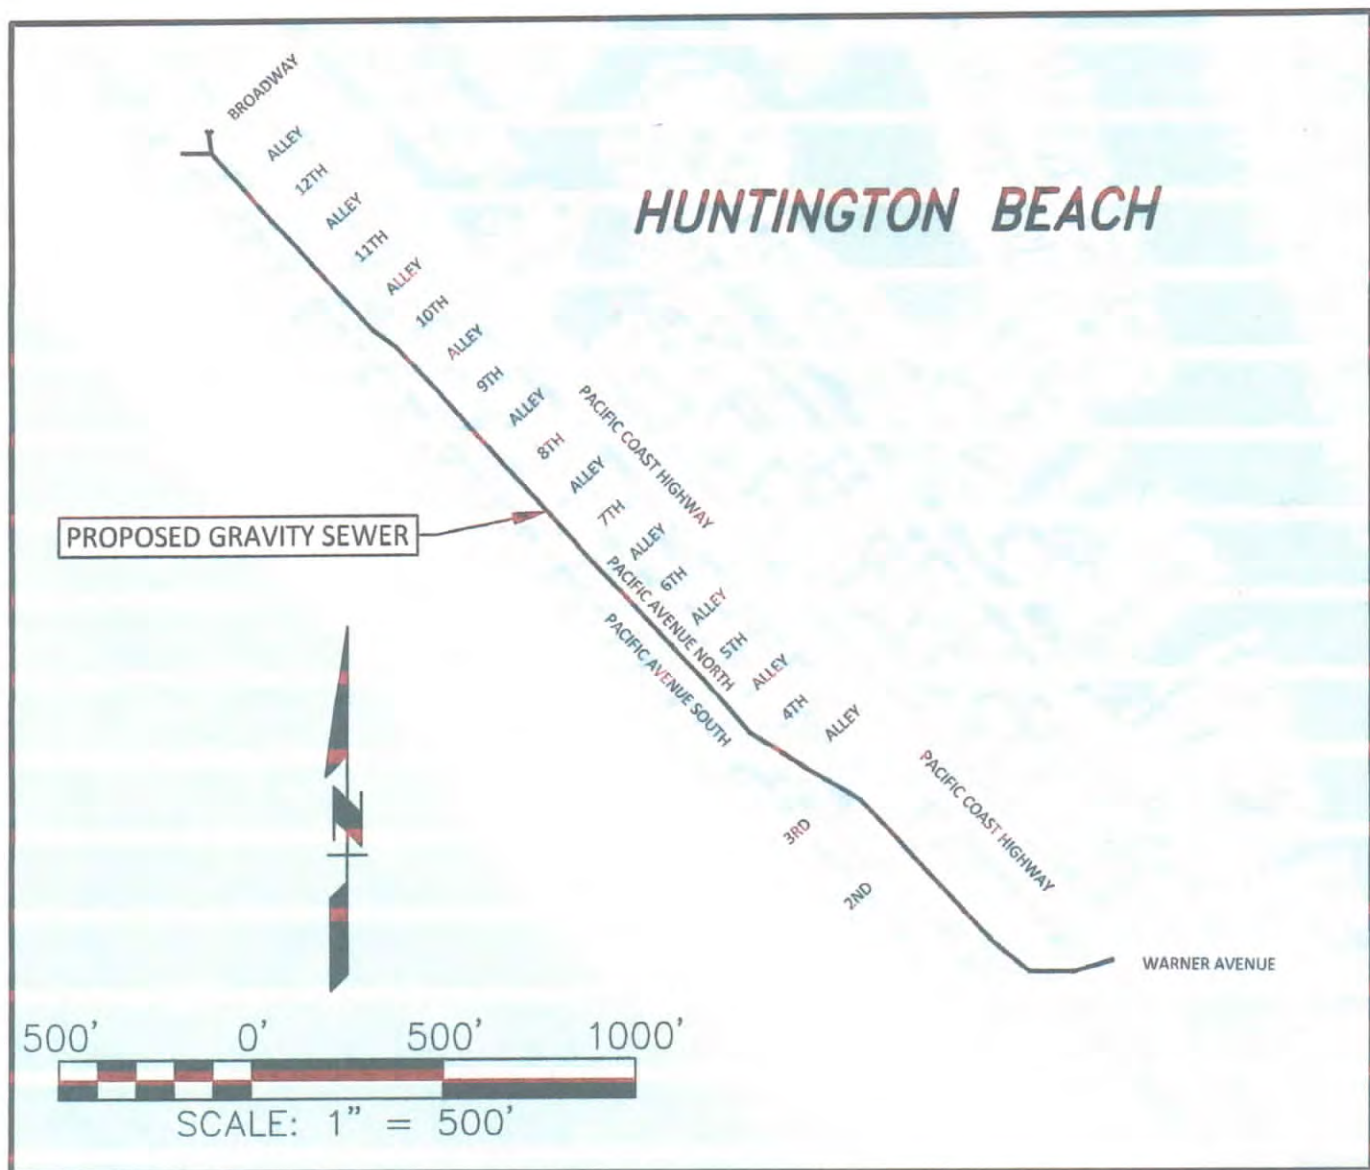 BROADWAY
ALLEY
12TH
ALLEY
HUNTINGTON BEACH
11TH
ALLEY
10TH
ALLEY
9TH
ALLEY
PACIFIC COAST HIGHWAY
8TH
ALLEY
7TH
PROPOSED GRAVITY SEWER
ALLEY
6TH
PACIFIC AVENUE NORTH
ALLEY
5TH
PACIFIC AVENUE SOUTH
ALLEY
4TH
ALLEY
PACIFIC COAST HIGHWAY
3RD
2ND
WARNER AVENUE
N
500' 0' 500' 1000'
SCALE: 1" = 500'